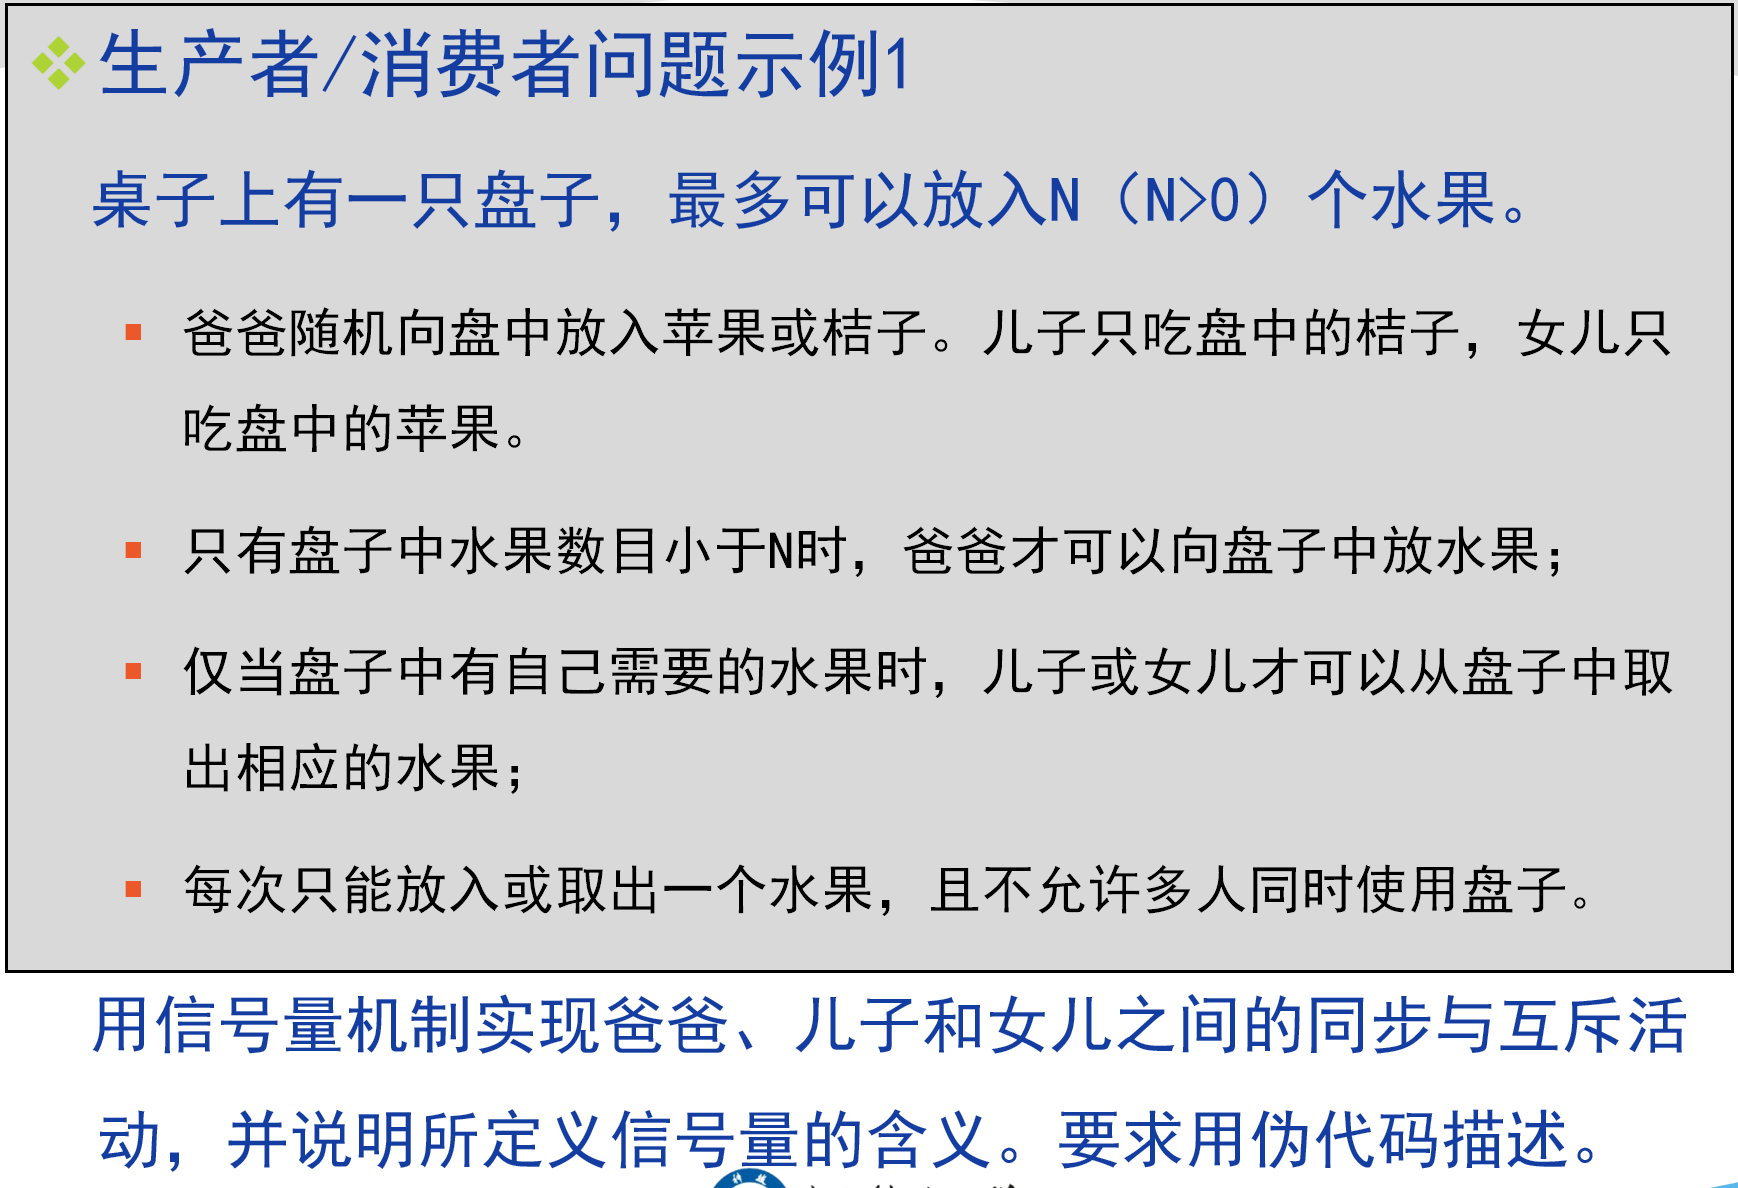 生产者/消费者问题示例1
桌子上有一只盘子，最多可以放入N（N>0）个水果。
爸爸随机向盘中放入苹果或桔子。儿子只吃盘中的桔子，女儿只
吃盘中的苹果。
只有盘子中水果数目小于N时，爸爸才可以向盘子中放水果；
仅当盘子中有自己需要的水果时，儿子或女儿才可以从盘子中取
出相应的水果；
每次只能放入或取出一个水果，且不允许多人同时使用盘子。
用信号量机制实现爸爸、儿子和女儿之间的同步与互斥活
动，并说明所定义信号量的含义。要求用伪代码描述。